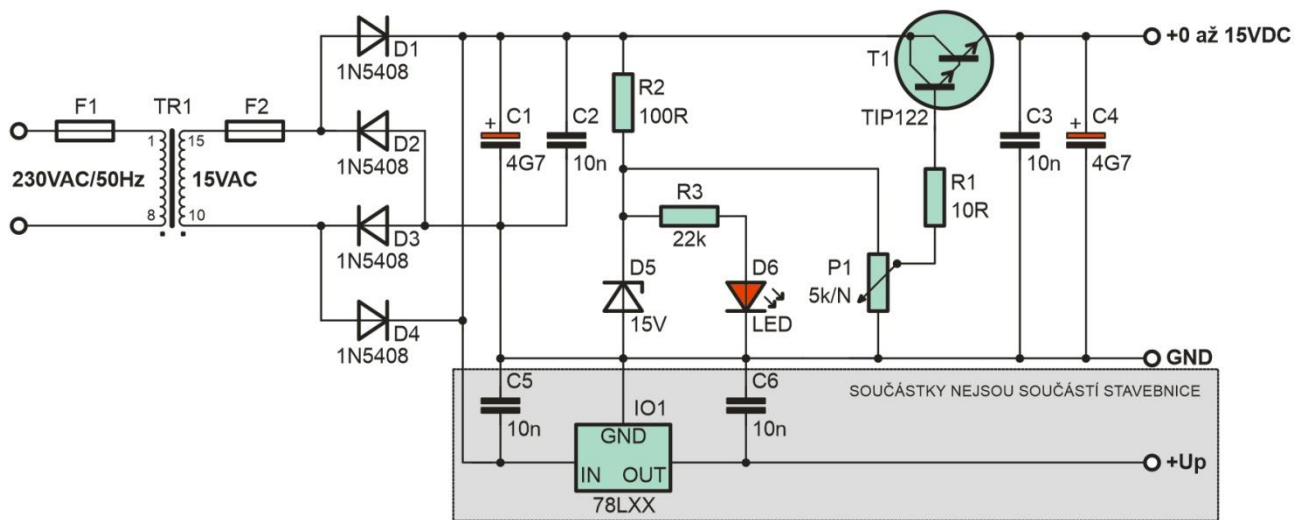 D1
1N5408
F1
TR1
F2
1
15
230VAC/50Hz
15VAC
8
10
D2
1N5408
D3
1N5408
D4
1N5408
+
C1
4G7
C2
10n
R2
100R
R3
22k
D5
15V
D6
LED
T1
TIP122
R1
10R
P1
5k/N
C3
10n
+
C4
4G7
+0 až 15VDC
GND
SOUČÁSTKY NEJSOU SOUČÁSTÍ STAVEBNICE
C5
10n
IO1
GND
IN OUT
78LXX
C6
10n
+Up